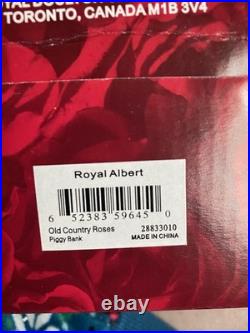 TORONTO, CANADA M1B 3V4
Royal Albert
6 52383 59645 0
Old Country Roses 28833010
Piggy Bank MADE IN CHINA